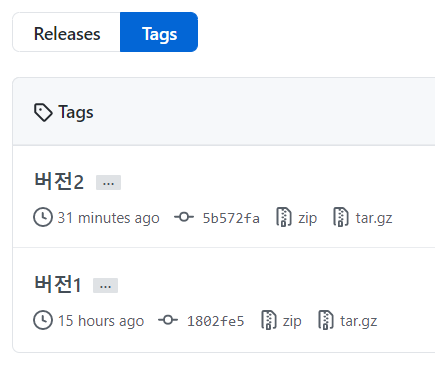 Releases Tags
Tags
버전2 ...
31 minutes ago 5b572fa zip tar.gz
버전1 ...
15 hours ago 1802fe5 zip tar.gz